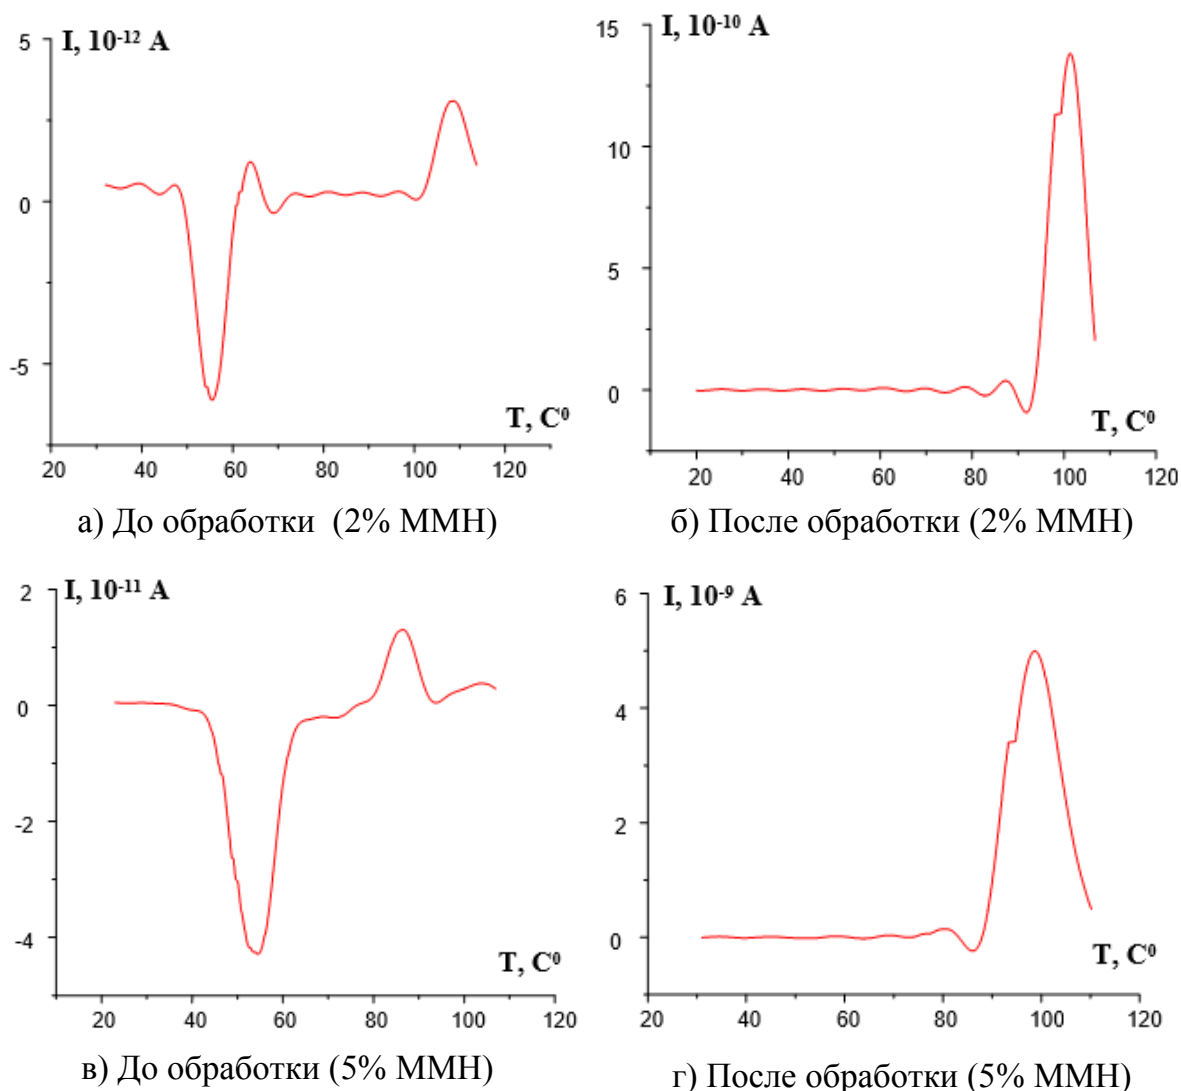 I, 10⁻¹² A
5
0
-5
T, C⁰
20 40 60 80 100 120
а) До обработки (2% ММН)
I, 10⁻¹⁰ A
15
10
5
0
T, C⁰
20 40 60 80 100 120
б) После обработки (2% ММН)
I, 10⁻¹¹ A
2
0
-2
-4
T, C⁰
20 40 60 80 100 120
в) До обработки (5% ММН)
I, 10⁻⁹ A
6
4
2
0
T, C⁰
20 40 60 80 100 120
г) После обработки (5% ММН)